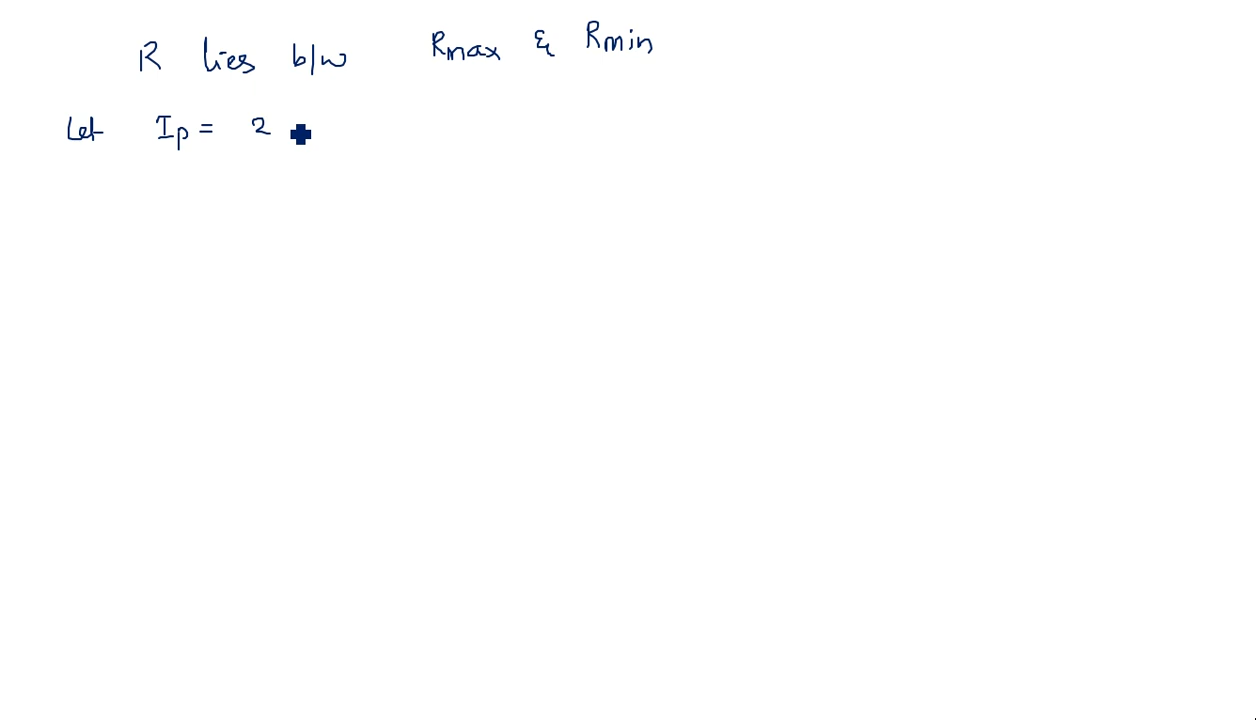 R lies b/w Rmax & Rmin
Let Ip = 2